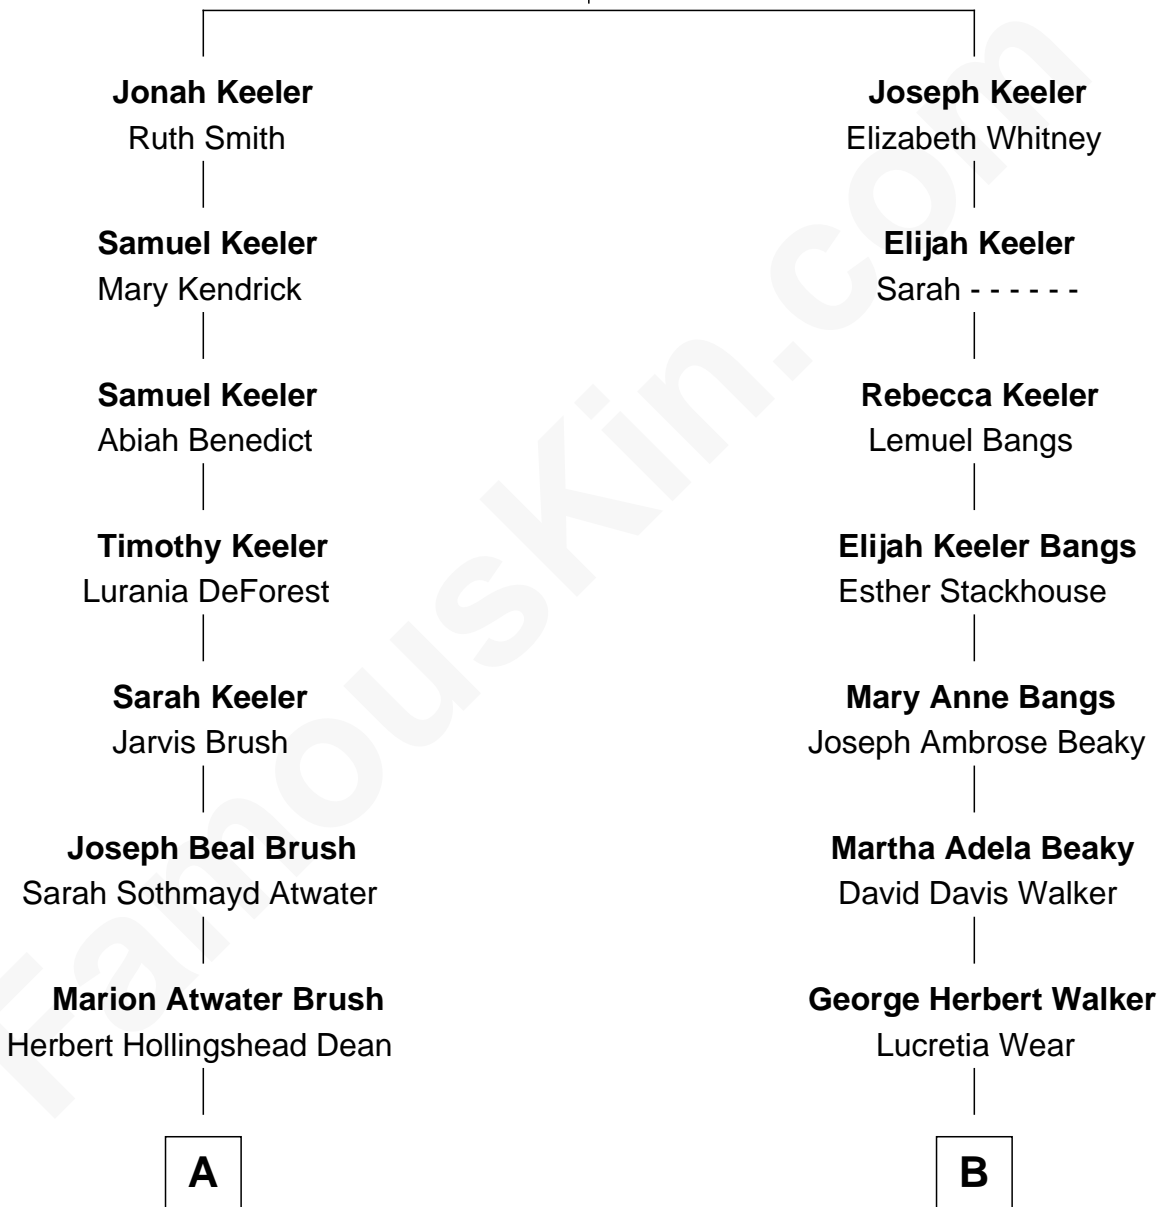 Jonah Keeler
Ruth Smith
Samuel Keeler
Mary Kendrick
Samuel Keeler
Abiah Benedict
Timothy Keeler
Lurania DeForest
Sarah Keeler
Jarvis Brush
Joseph Beal Brush
Sarah Sothmayd Atwater
Marion Atwater Brush
Herbert Hollingshead Dean
A
Joseph Keeler
Elizabeth Whitney
Elijah Keeler
Sarah - - - - - -
Rebecca Keeler
Lemuel Bangs
Elijah Keeler Bangs
Esther Stackhouse
Mary Anne Bangs
Joseph Ambrose Beaky
Martha Adela Beaky
David Davis Walker
George Herbert Walker
Lucretia Wear
B
FamousKin.com